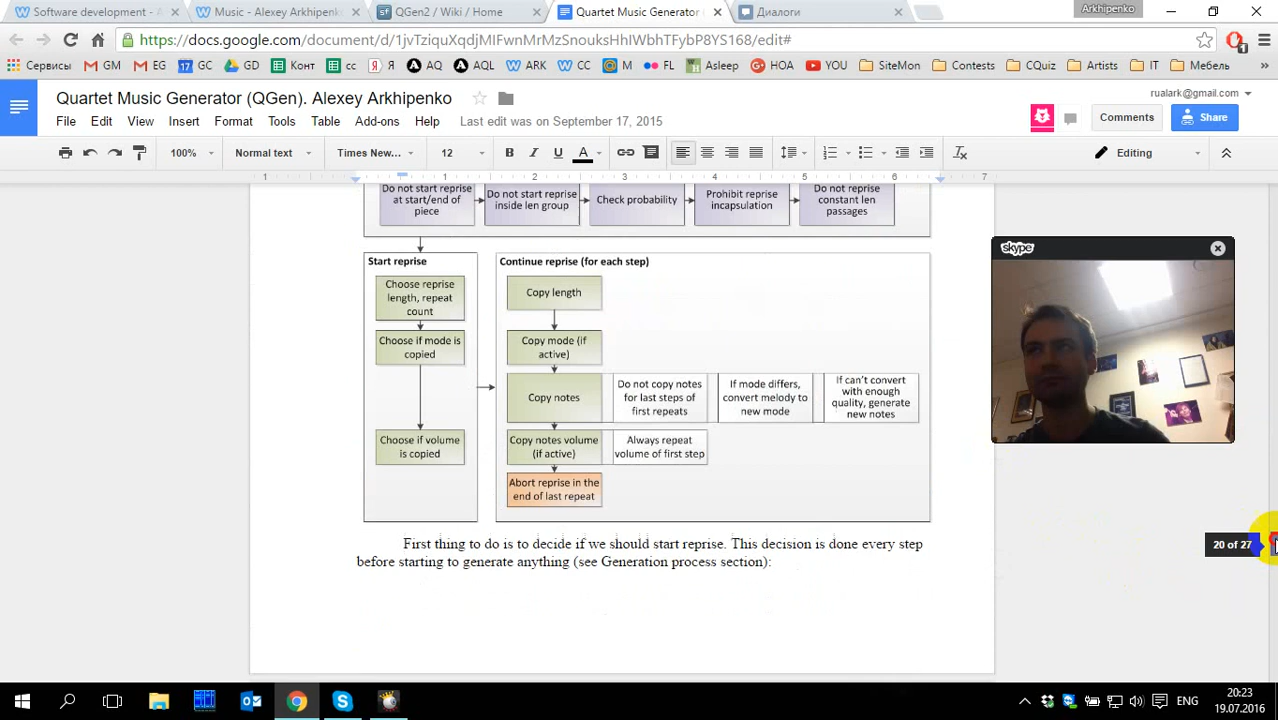 Software development - A
Music - Alexey Arkhipenk
QGen2 / Wiki / Home
Quartet Music Generator
Диалоги
Arkhipenko
https://docs.google.com/document/d/1jvTziquXqdjMIFwnMrMzSnouksHhIWbhTFybP8YS168/edit#
Сервисы GM EG GC GD Конт cc Я AQ AQL ARK CC M FL Asleep HOA YOU SiteMon Contests CQuiz Artists IT Мебель
Quartet Music Generator (QGen). Alexey Arkhipenko
rualark@gmail.com
File Edit View Insert Format Tools Table Add-ons Help Last edit was on September 17, 2015
Comments Share
100% Normal text Times New... 12 B I U A Editing
1 1 2 3 4 5 6 7
Do not start reprise
at start/end of
piece
Do not start reprise
inside len group
Check probability
Prohibit reprise
incapsulation
Do not reprise
constant len
passages
Start reprise
Choose reprise
length, repeat
count
Choose if mode is
copied
Choose if volume
is copied
Continue reprise (for each step)
Copy length
Copy mode (if
active)
Copy notes
Do not copy notes
for last steps of
first repeats
If mode differs,
convert melody to
new mode
If can't convert
with enough
quality, generate
new notes
Copy notes volume
(if active)
Always repeat
volume of first step
Abort reprise in the
end of last repeat
skype
20 of 27
First thing to do is to decide if we should start reprise. This decision is done every step
before starting to generate anything (see Generation process section):
ENG
20:23
19.07.2016